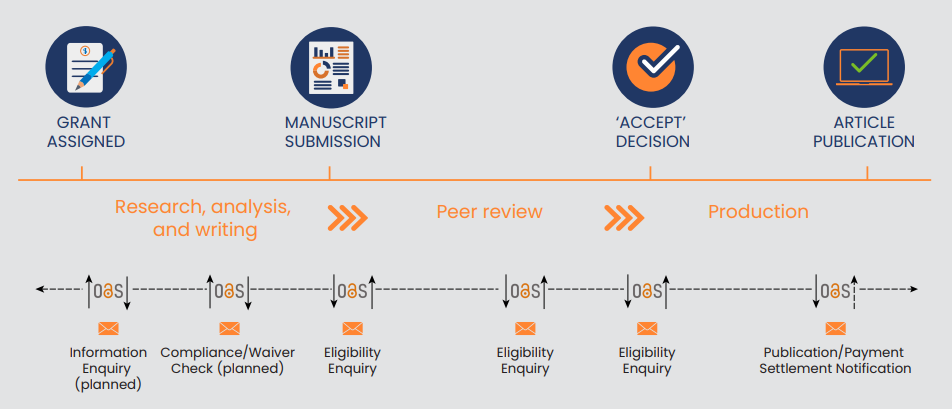 GRANT
ASSIGNED
MANUSCRIPT
SUBMISSION
‘ACCEPT’
DECISION
ARTICLE
PUBLICATION
Research, analysis,
and writing
Peer review
Production
OaS
OaS
OaS
OaS
OaS
OaS
Information
Enquiry
(planned)
Compliance/Waiver
Check (planned)
Eligibility
Enquiry
Eligibility
Enquiry
Eligibility
Enquiry
Publication/Payment
Settlement Notification